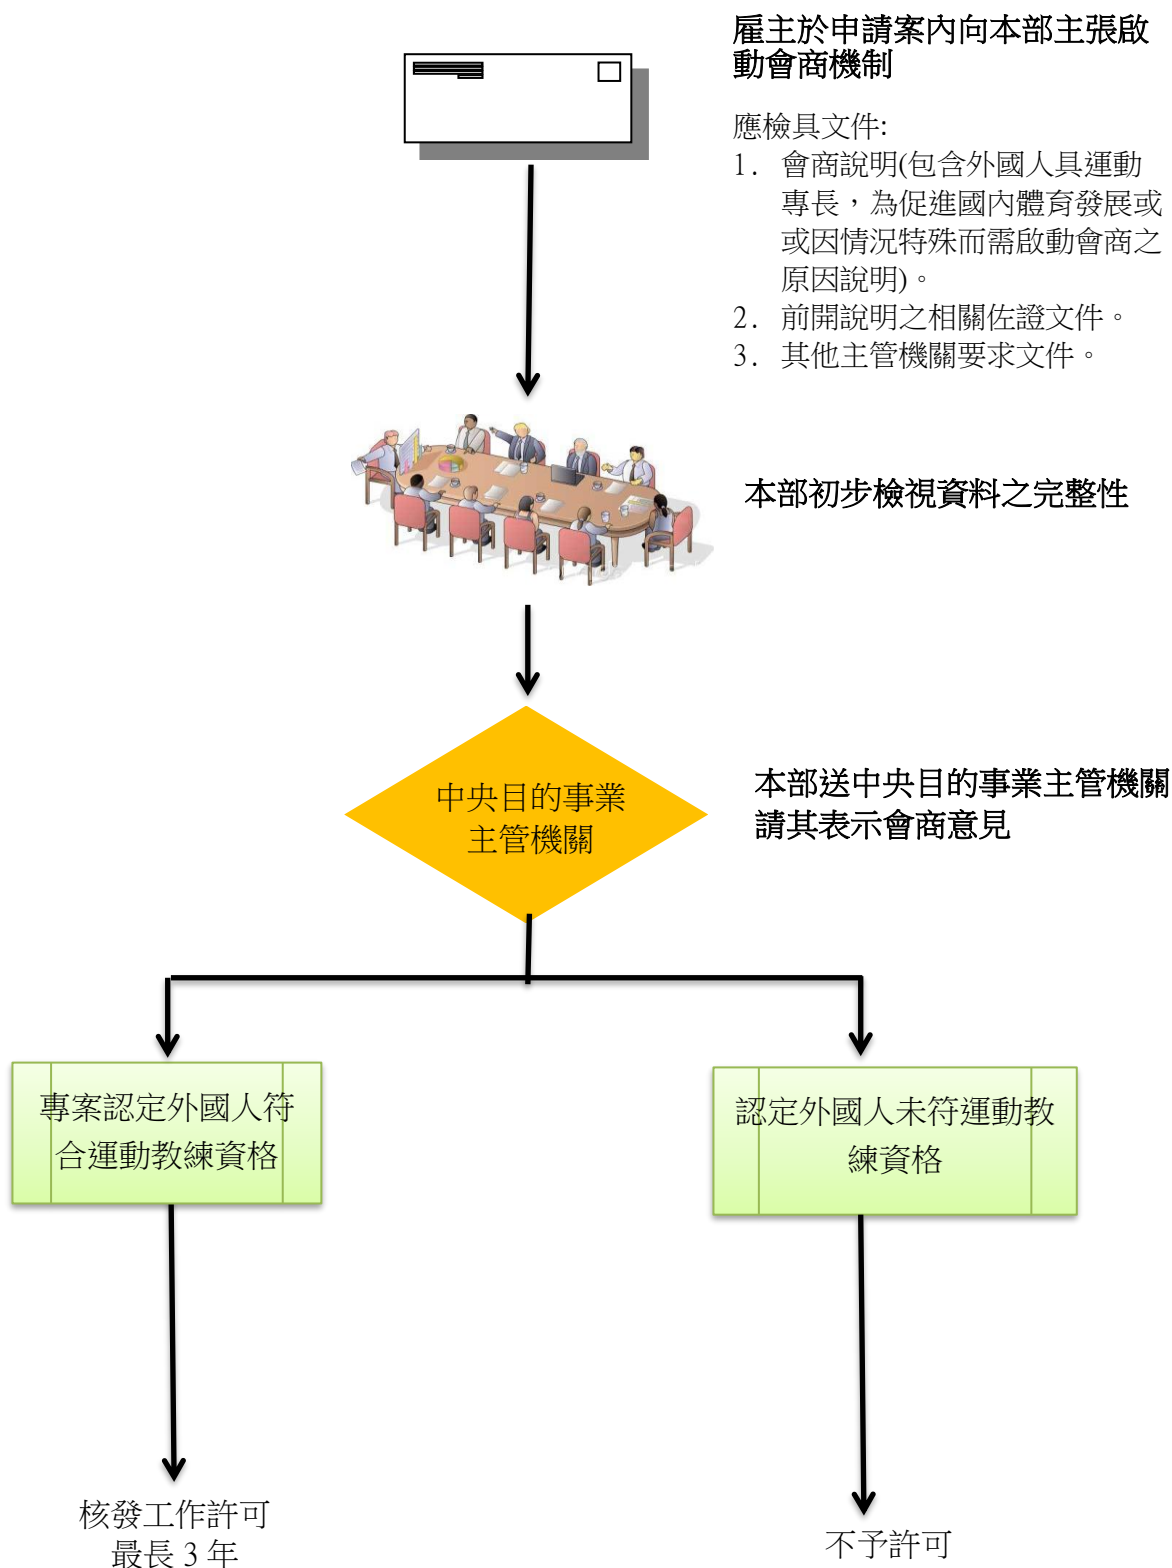 雇主於申請案內向本部主張啟
動會商機制
應檢具文件:
1. 會商說明(包含外國人具運動
專長，為促進國內體育發展或
或因情況特殊而需啟動會商之
原因說明)。
2. 前開說明之相關佐證文件。
3. 其他主管機關要求文件。
本部初步檢視資料之完整性
中央目的事業
主管機關
本部送中央目的事業主管機關
請其表示會商意見
專案認定外國人符
合運動教練資格
認定外國人未符運動教
練資格
核發工作許可
最長 3 年
不予許可